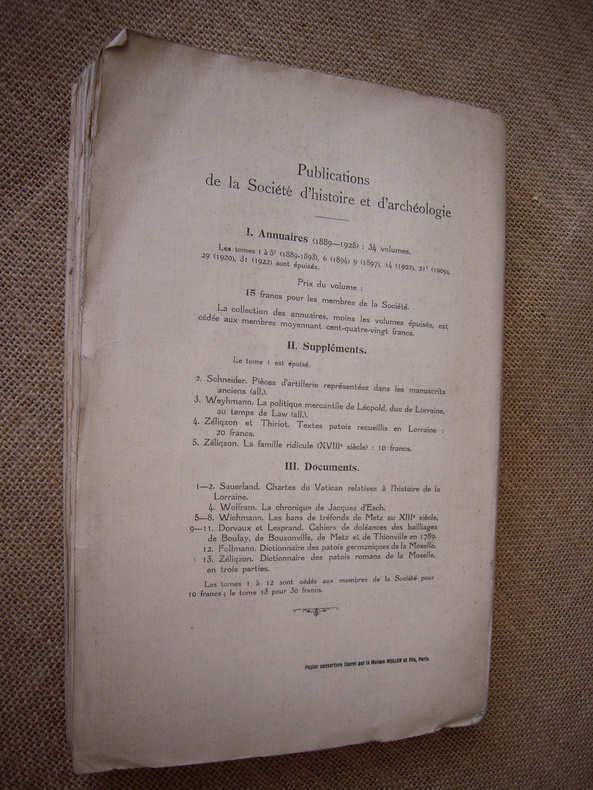 Publications
de la Société d'histoire et d'archéologie
I. Annuaires (1889—1925) : 34 volumes.
Les tomes 1 à 5² (1889-1893), 6 (1894) 9 (1897), 14 (1902), 21¹ (1909),
29 (1920), 31 (1922) sont épuisés.
Prix du volume :
15 francs pour les membres de la Société.
La collection des annuaires, moins les volumes épuisés, est
cédée aux membres moyennant cent-quatre-vingt francs.
II. Suppléments.
Le tome 1 est épuisé.
2. Schneider. Pièces d'artillerie représentées dans les manuscrits
anciens (all.).
3. Weyhmann. La politique mercantile de Léopold, duc de Lorraine,
au temps de Law (all.).
4. Zéliqzon et Thiriot. Textes patois recueillis en Lorraine :
20 francs.
5. Zéliqzon. La famille ridicule (XVIIIᵉ siècle) : 10 francs.
III. Documents.
1—2. Sauerland. Chartes du Vatican relatives à l'histoire de la
Lorraine.
4. Wolfram. La chronique de Jacques d'Esch.
5—8. Wichmann. Les bans de tréfonds de Metz au XIIIᵉ siècle.
9—11. Dorvaux et Lesprand. Cahiers de doléances des bailliages
de Boulay, de Bouzonville, de Metz et de Thionville en 1789.
12. Follmann. Dictionnaire des patois germaniques de la Moselle.
13. Zéliqzon. Dictionnaire des patois romans de la Moselle,
en trois parties.
Les tomes 1 à 12 sont cédés aux membres de la Société pour
10 francs ; le tome 13 pour 30 francs.
Papier couverture fourni par la Maison MULLER et Fils, Paris.